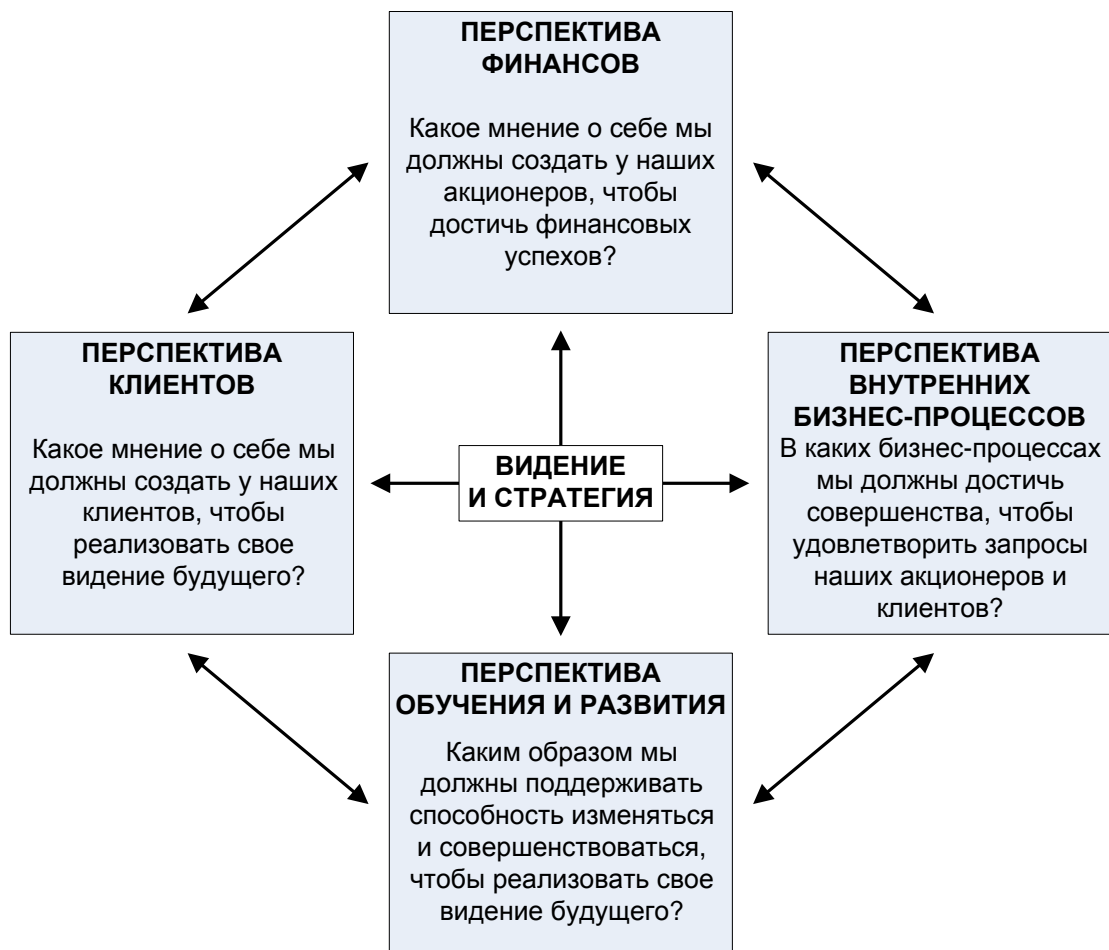 ПЕРСПЕКТИВА
ФИНАНСОВ
Какое мнение о себе мы
должны создать у наших
акционеров, чтобы
достичь финансовых
успехов?
ПЕРСПЕКТИВА
КЛИЕНТОВ
Какое мнение о себе мы
должны создать у наших
клиентов, чтобы
реализовать свое
видение будущего?
ВИДЕНИЕ
И СТРАТЕГИЯ
ПЕРСПЕКТИВА
ВНУТРЕННИХ
БИЗНЕС-ПРОЦЕССОВ
В каких бизнес-процессах
мы должны достичь
совершенства, чтобы
удовлетворить запросы
наших акционеров и
клиентов?
ПЕРСПЕКТИВА
ОБУЧЕНИЯ И РАЗВИТИЯ
Каким образом мы
должны поддерживать
способность изменяться
и совершенствоваться,
чтобы реализовать свое
видение будущего?